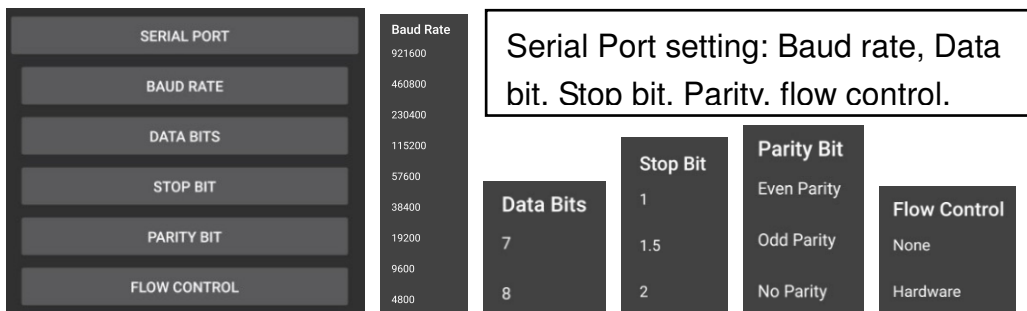 SERIAL PORT
BAUD RATE
DATA BITS
STOP BIT
PARITY BIT
FLOW CONTROL
Baud Rate
921600
460800
230400
115200
57600
38400
19200
9600
4800
Serial Port setting: Baud rate, Data
bit, Stop bit, Parity, flow control.
Data Bits
7
8
Stop Bit
1
1.5
2
Parity Bit
Even Parity
Odd Parity
No Parity
Flow Control
None
Hardware